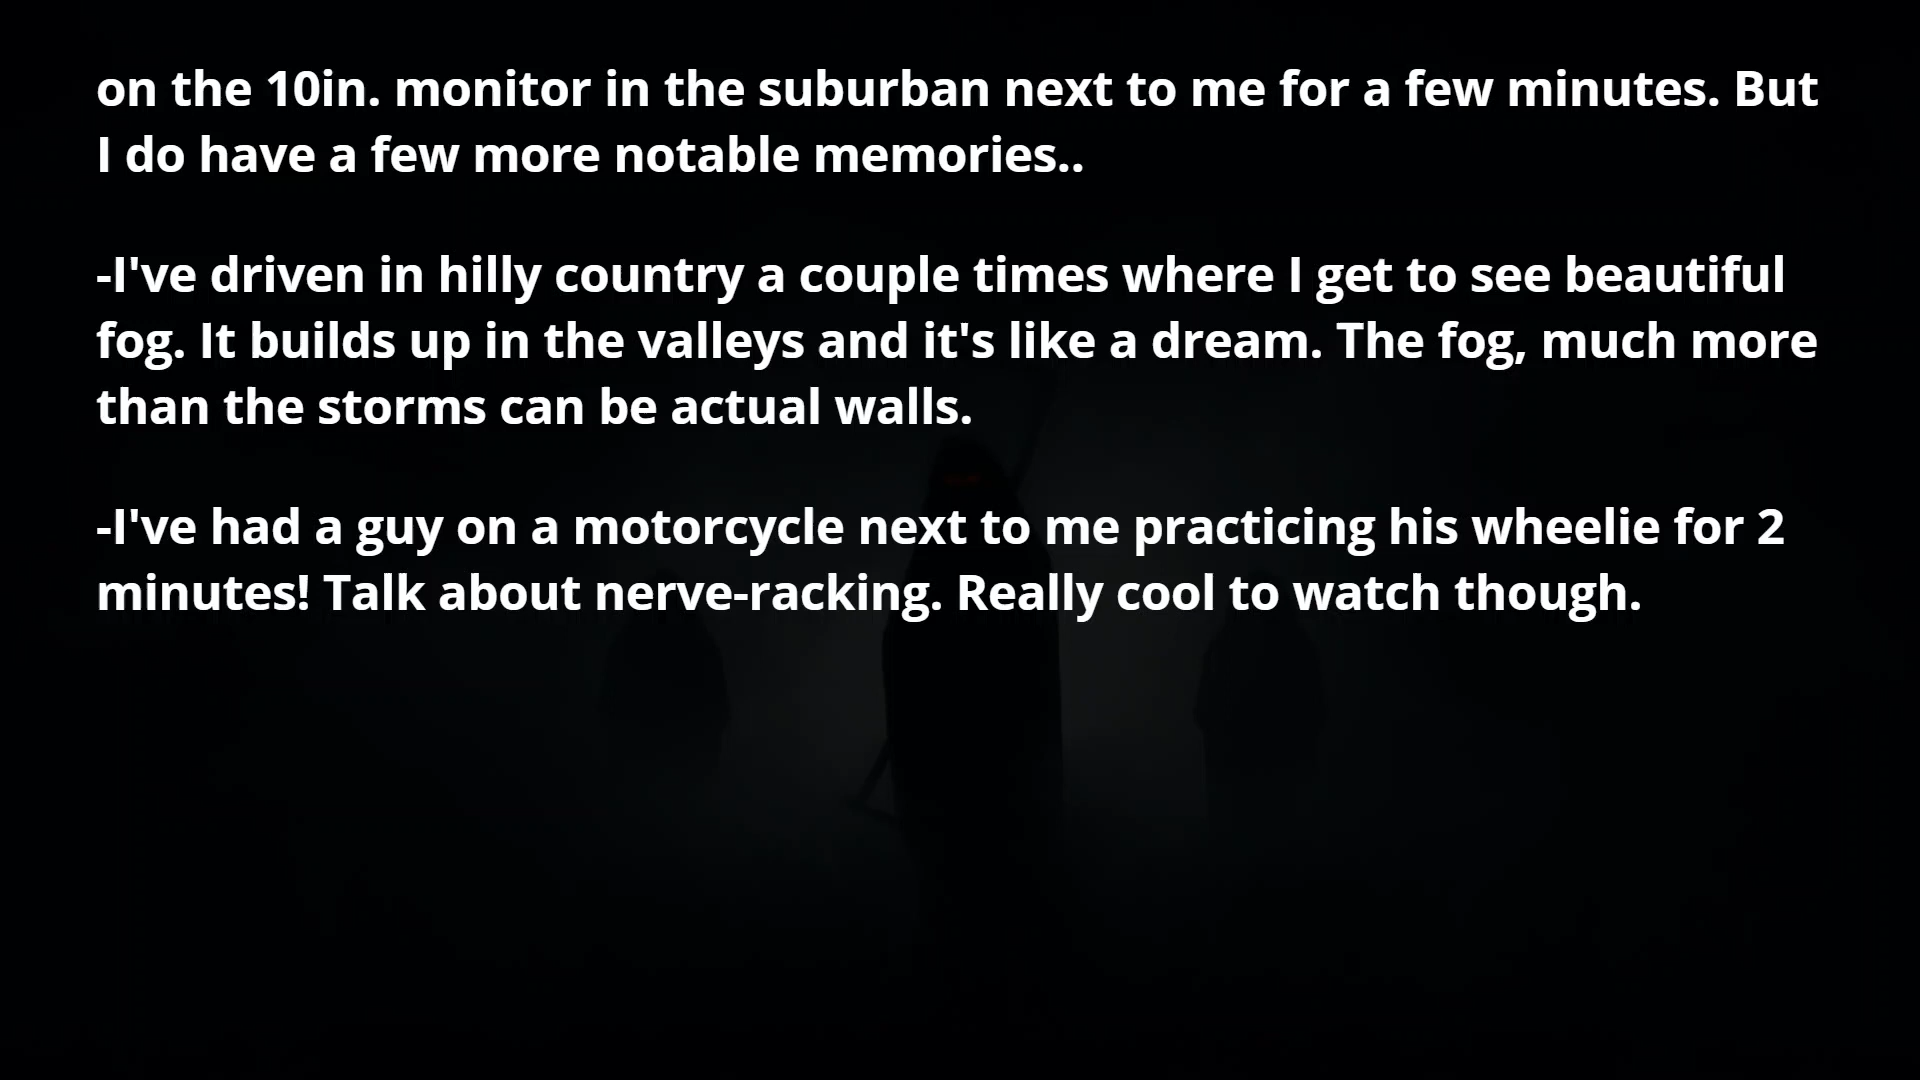 on the 10in. monitor in the suburban next to me for a few minutes. But
I do have a few more notable memories..
-I've driven in hilly country a couple times where I get to see beautiful
fog. It builds up in the valleys and it's like a dream. The fog, much more
than the storms can be actual walls.
-I've had a guy on a motorcycle next to me practicing his wheelie for 2
minutes! Talk about nerve-racking. Really cool to watch though.